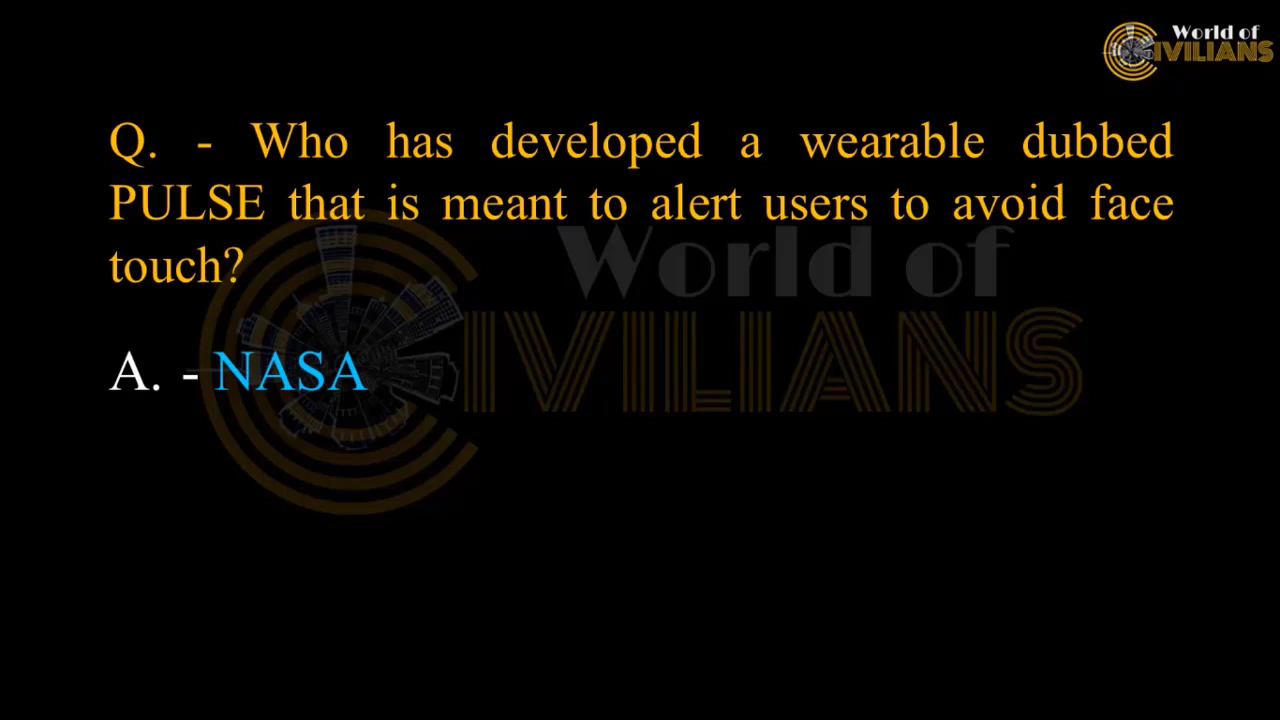 World of
CIVILIANS
Q. - Who has developed a wearable dubbed
PULSE that is meant to alert users to avoid face
touch?
World of
CIVILIANS
A. - NASA